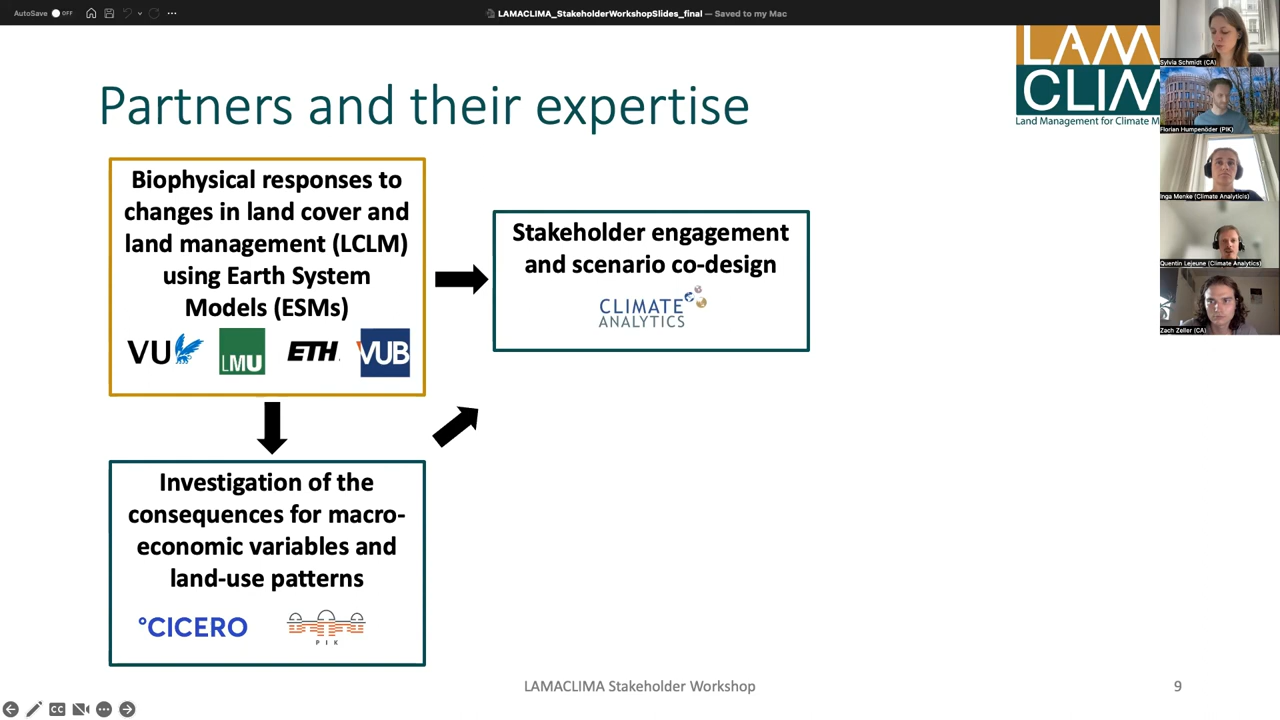 AutoSave OFF
LAMACLIMA_StakeholderWorkshopSlides_final — Saved to my Mac
Partners and their expertise
LAM
CLIM
Land Management for Climate M
Sylvia Schmidt (CA)
Florian Humpenöder (PIK)
Inga Menke (Climate Analyticis)
Quentin Lejeune (Climate Analytics)
Zach Zeller (CA)
Biophysical responses to
changes in land cover and
land management (LCLM)
using Earth System
Models (ESMs)
VU LMU ETH VUB
Stakeholder engagement
and scenario co-design
CLIMATE
ANALYTICS
Investigation of the
consequences for macro-
economic variables and
land-use patterns
°CICERO
PIK
LAMACLIMA Stakeholder Workshop
9
CC